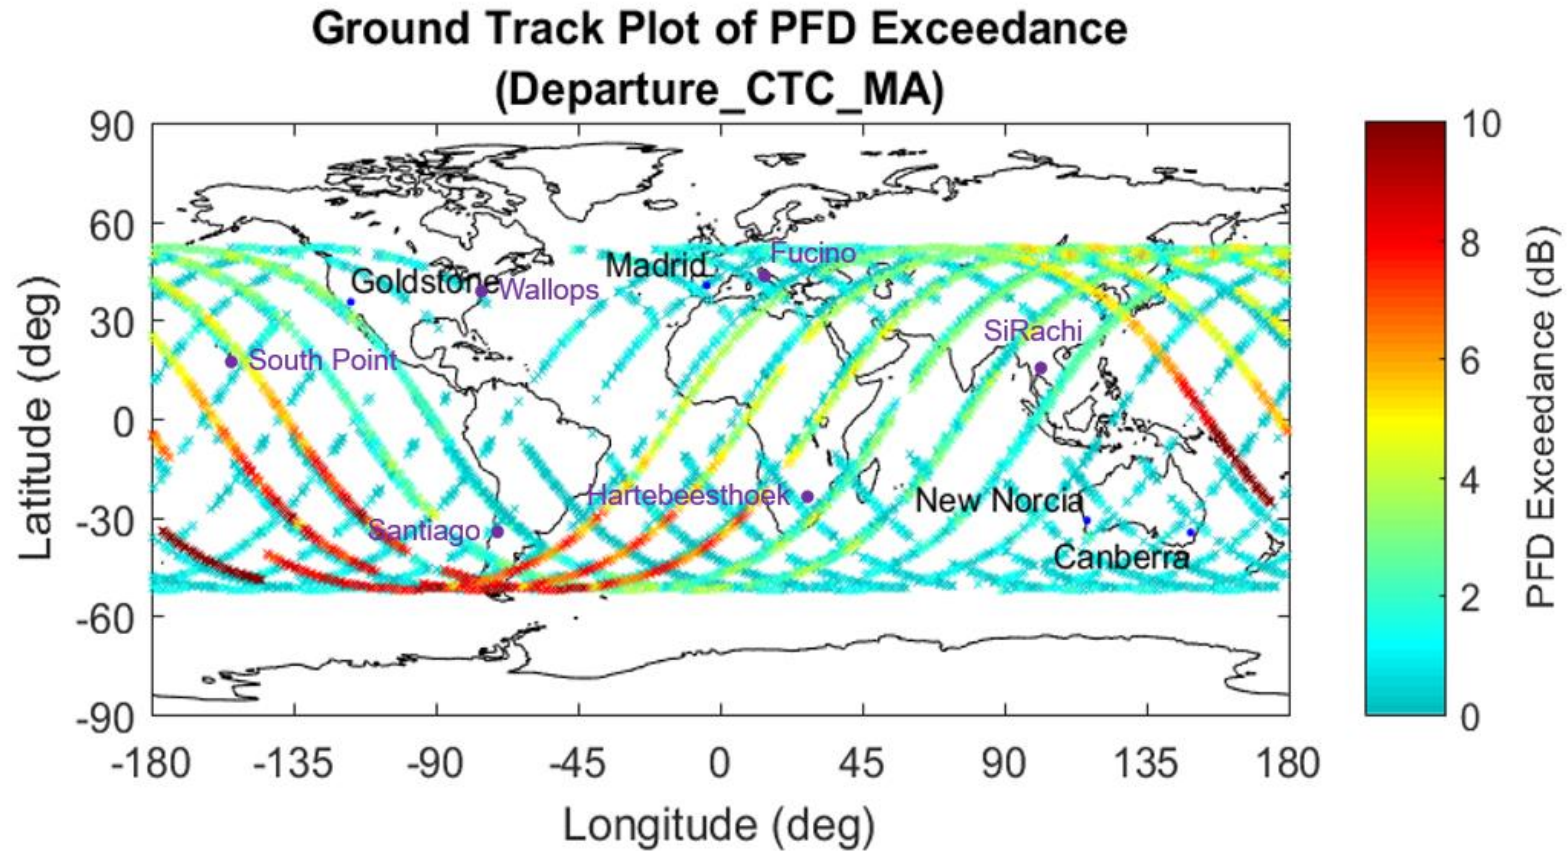 Ground Track Plot of PFD Exceedance
(Departure_CTC_MA)
90
60
30
0
-30
-60
-90
Latitude (deg)
Madrid
Fucino
Goldstone
Wallops
SiRachi
South Point
Hartebeesthoek
New Norcia
Santiago
Canberra
-180 -135 -90 -45 0 45 90 135 180
Longitude (deg)
10
8
6
4
2
0
PFD Exceedance (dB)